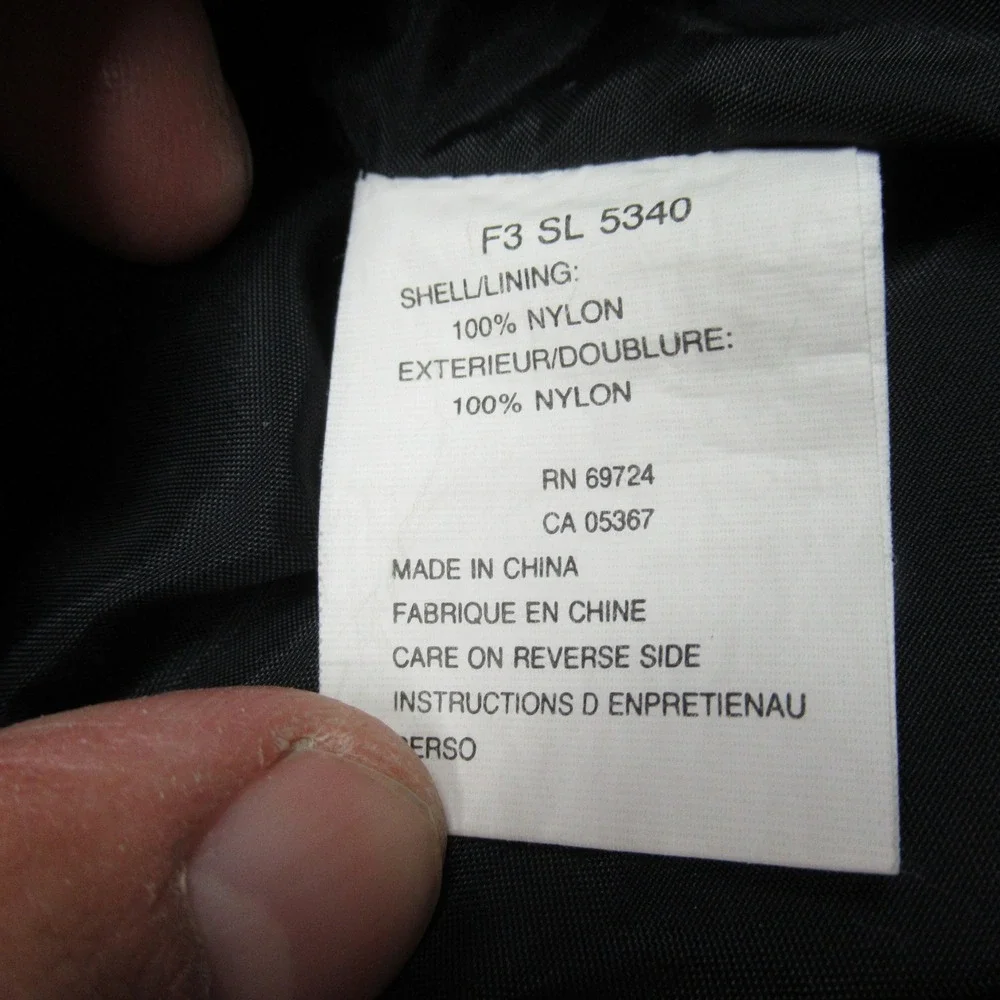 F3 SL 5340
SHELL/LINING:
100% NYLON
EXTERIEUR/DOUBLURE:
100% NYLON
RN 69724
CA 05367
MADE IN CHINA
FABRIQUE EN CHINE
CARE ON REVERSE SIDE
INSTRUCTIONS D ENPRETIENAU